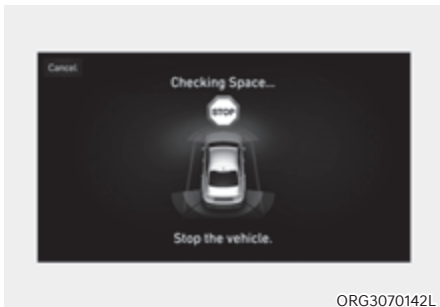 Cancel
Checking Space...
STOP
Stop the vehicle.
ORG3070142L